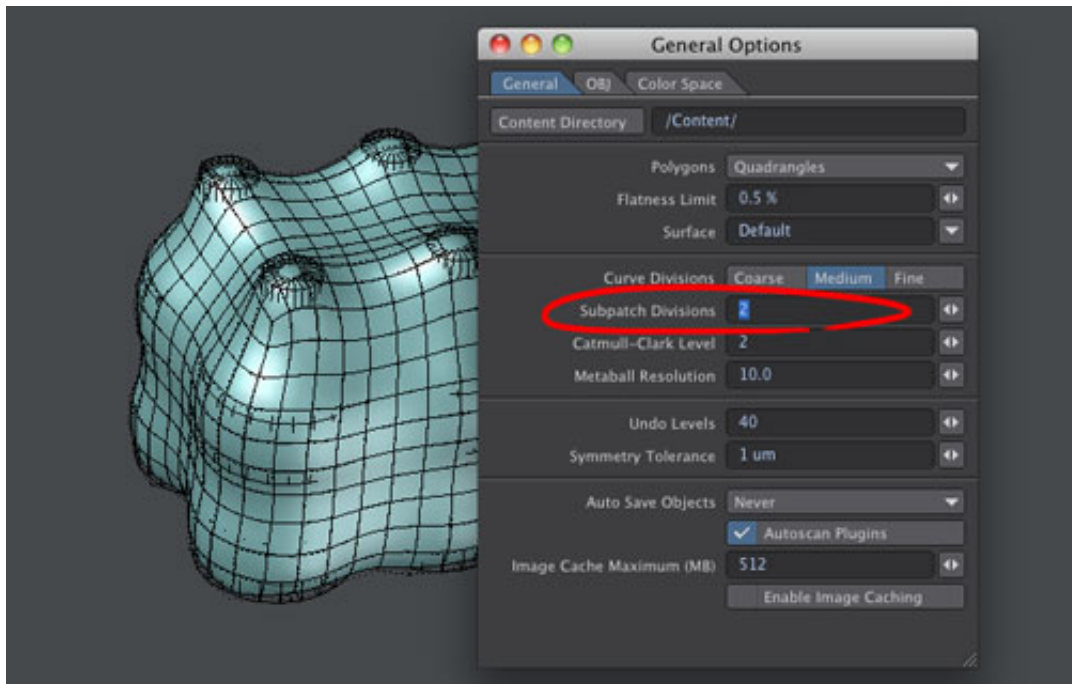 General Options
General OBJ Color Space
Content Directory /Content/
Polygons Quadrangles
Flatness Limit 0.5 %
Surface Default
Curve Divisions Coarse Medium Fine
Subpatch Divisions 2
Catmull-Clark Level 2
Metaball Resolution 10.0
Undo Levels 40
Symmetry Tolerance 1 um
Auto Save Objects Never
Autoscan Plugins
Image Cache Maximum (MB) 512
Enable Image Caching